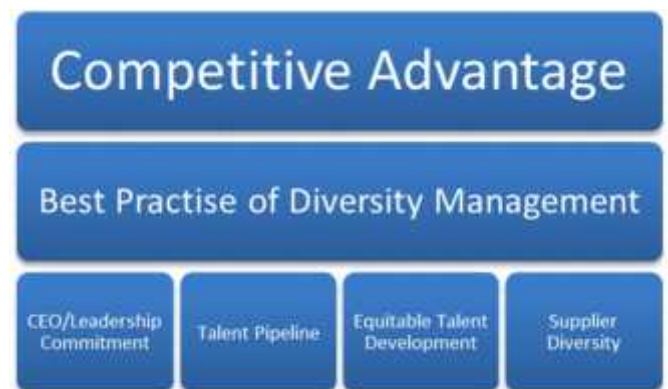 Competitive Advantage
Best Practise of Diversity Management
CEO/Leadership
Commitment
Talent Pipeline
Equitable Talent
Development
Supplier
Diversity